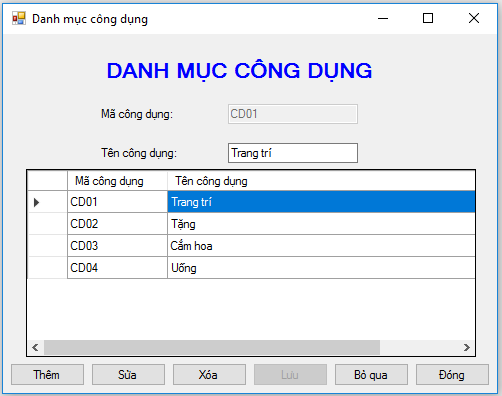 Danh mục công dụng
DANH MỤC CÔNG DỤNG
Mã công dụng: CD01
Tên công dụng: Trang trí
Mã công dụng Tên công dụng
CD01 Trang trí
CD02 Tặng
CD03 Cắm hoa
CD04 Uống
Thêm Sửa Xóa Lưu Bỏ qua Đóng